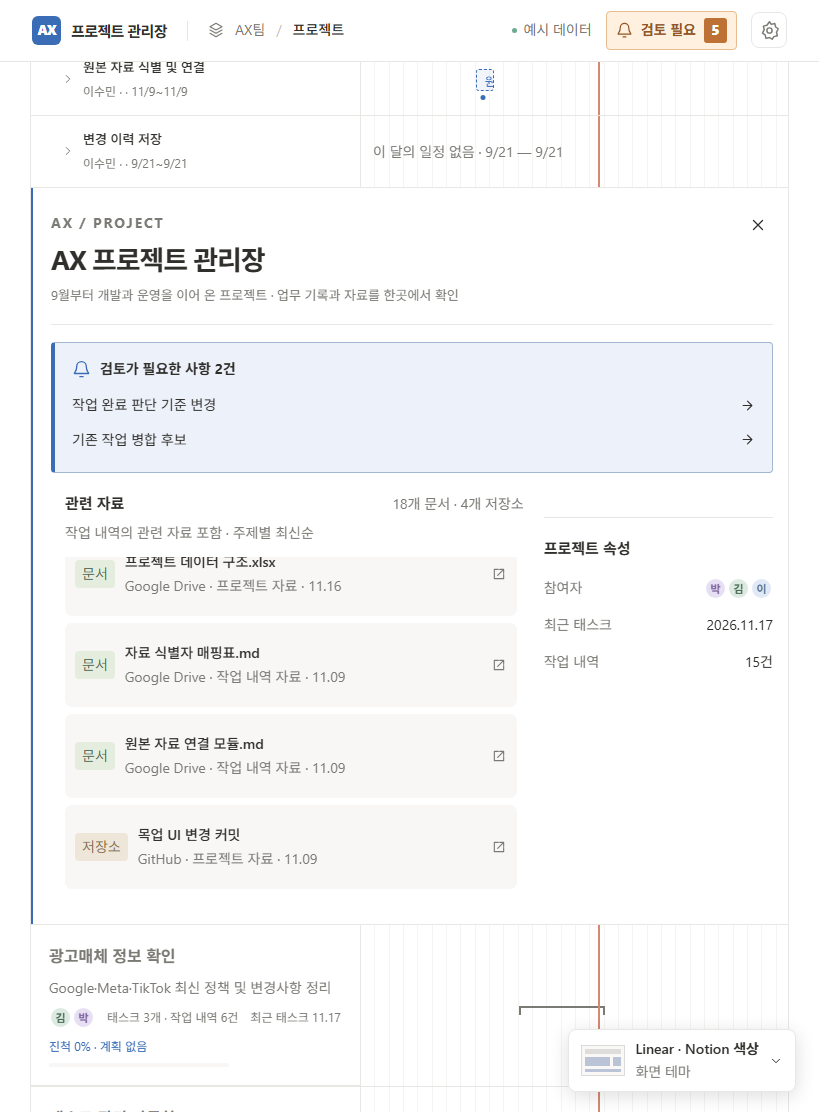 AX 프로젝트 관리장 AX팀 / 프로젝트 예시 데이터 검토 필요 5
원본 자료 식별 및 연결
이수민 · · 11/9~11/9
원
변경 이력 저장
이수민 · · 9/21~9/21
이 달의 일정 없음 · 9/21 — 9/21
AX / PROJECT
AX 프로젝트 관리장
9월부터 개발과 운영을 이어 온 프로젝트 · 업무 기록과 자료를 한곳에서 확인
검토가 필요한 사항 2건
작업 완료 판단 기준 변경
기존 작업 병합 후보
관련 자료 18개 문서 · 4개 저장소
작업 내역의 관련 자료 포함 · 주제별 최신순
문서 프로젝트 데이터 구조.xlsx
Google Drive · 프로젝트 자료 · 11.16
문서 자료 식별자 매핑표.md
Google Drive · 작업 내역 자료 · 11.09
문서 원본 자료 연결 모듈.md
Google Drive · 작업 내역 자료 · 11.09
저장소 목업 UI 변경 커밋
GitHub · 프로젝트 자료 · 11.09
프로젝트 속성
참여자 박 김 이
최근 태스크 2026.11.17
작업 내역 15건
광고매체 정보 확인
Google·Meta·TikTok 최신 정책 및 변경사항 정리
김 박 태스크 3개 · 작업 내역 6건 최근 태스크 11.17
진척 0% · 계획 없음
Linear · Notion 색상
화면 테마